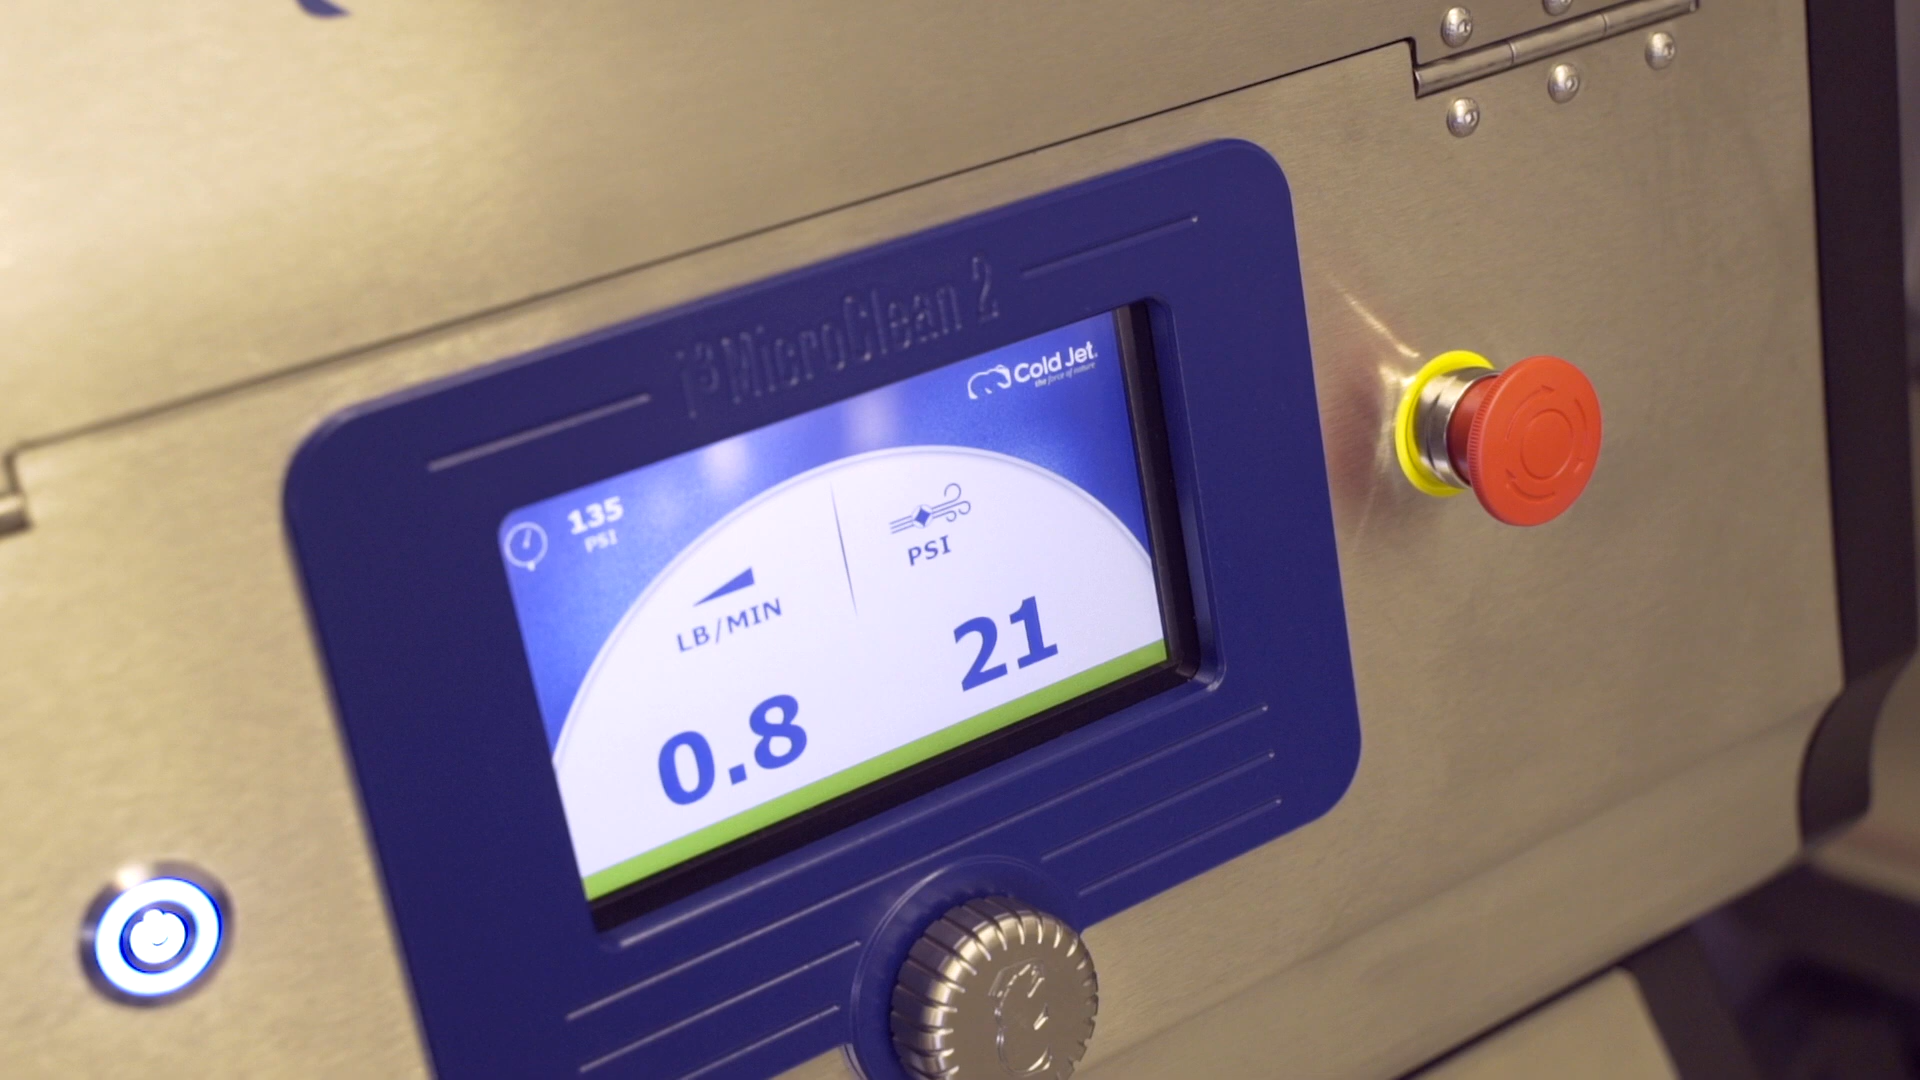 i³MicroClean 2
Cold Jet.
the force of nature
135
PSI
PSI
LB/MIN
21
0.8